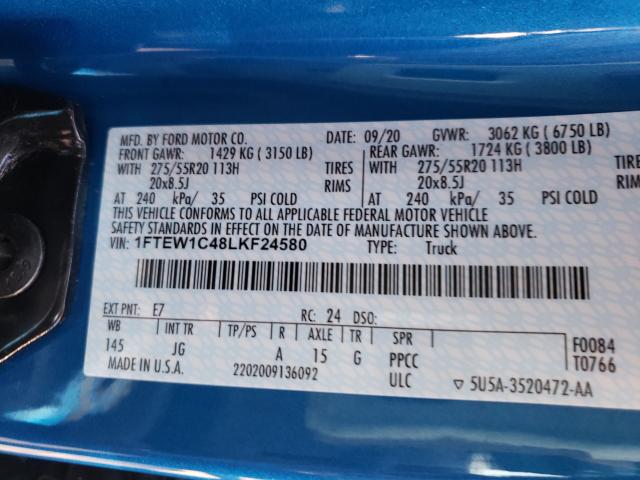 MFD. BY FORD MOTOR CO. DATE: 09/20 GVWR: 3062 KG ( 6750 LB)
FRONT GAWR: 1429 KG ( 3150 LB) REAR GAWR: 1724 KG ( 3800 LB)
WITH 275/55R20 113H TIRES WITH 275/55R20 113H TIRES
20x8.5J RIMS 20x8.5J RIMS
AT 240 kPa/ 35 PSI COLD AT 240 kPa/ 35 PSI COLD
THIS VEHICLE CONFORMS TO ALL APPLICABLE FEDERAL MOTOR VEHICLE
SAFETY STANDARDS IN EFFECT ON THE DATE OF MANUFACTURE SHOWN ABOVE.
VIN: 1FTEW1C48LKF24580 TYPE: Truck
EXT PNT: E7 RC: 24 DSO:
WB INT TR TP/PS R AXLE TR SPR F0084
145 JG A 15 G PPCC T0766
MADE IN U.S.A. 2202009136092 ULC ▽ 5U5A-3520472-AA